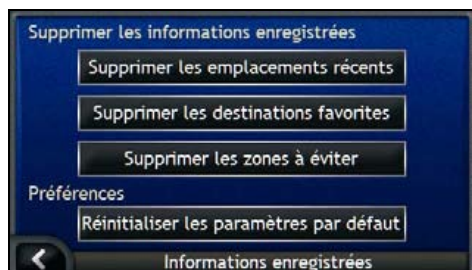 Supprimer les informations enregistrées
Supprimer les emplacements récents
Supprimer les destinations favorites
Supprimer les zones à éviter
Préférences
Réinitialiser les paramètres par défaut
Informations enregistrées